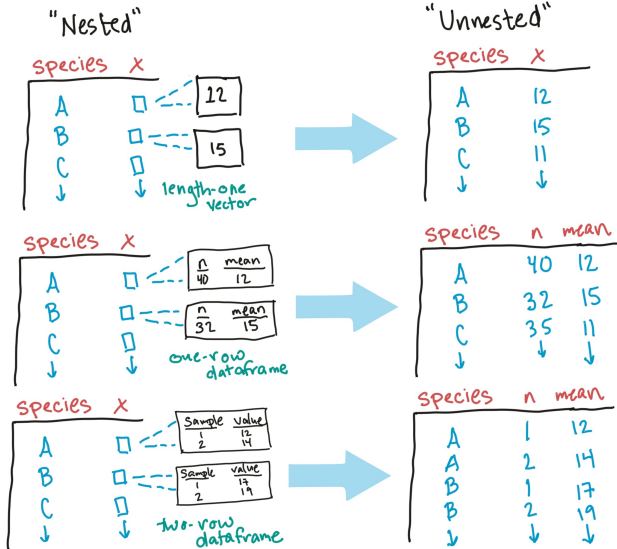 "Nested"
"Unnested"
species x
A
12
B
15
C
length-one
vector
species x
A 12
B 15
C 11
species x
A
n mean
40 12
B
n mean
32 15
C
one-row
dataframe
species n mean
A 40 12
B 32 15
C 35 11
species x
A
Sample value
1 12
2 14
B
Sample value
1 17
2 19
C
two-row
dataframe
species n mean
A 1 12
A 2 14
B 1 17
B 2 19